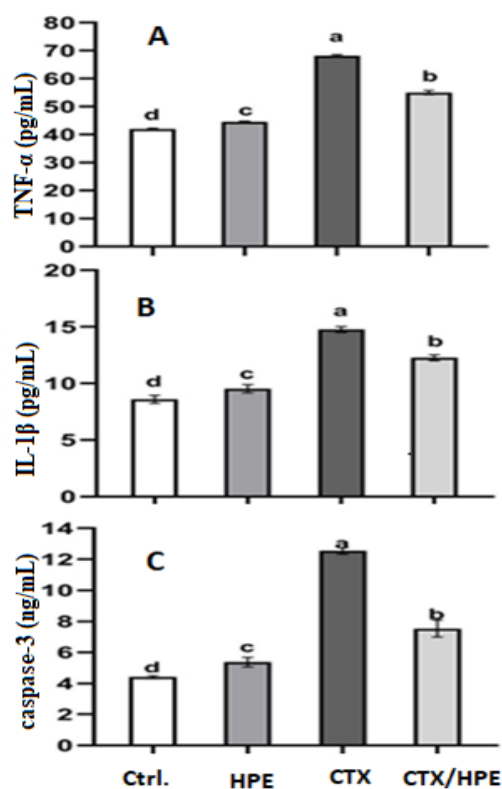 80
70
60
50
40
30
20
10
0
TNF-α (pg/mL)
A
d
c
a
b
20
15
10
5
0
IL-1β (pg/mL)
B
d
c
a
b
14
12
10
8
6
4
2
0
caspase-3 (ng/mL)
C
d
c
a
b
Ctrl. HPE CTX CTX/HPE